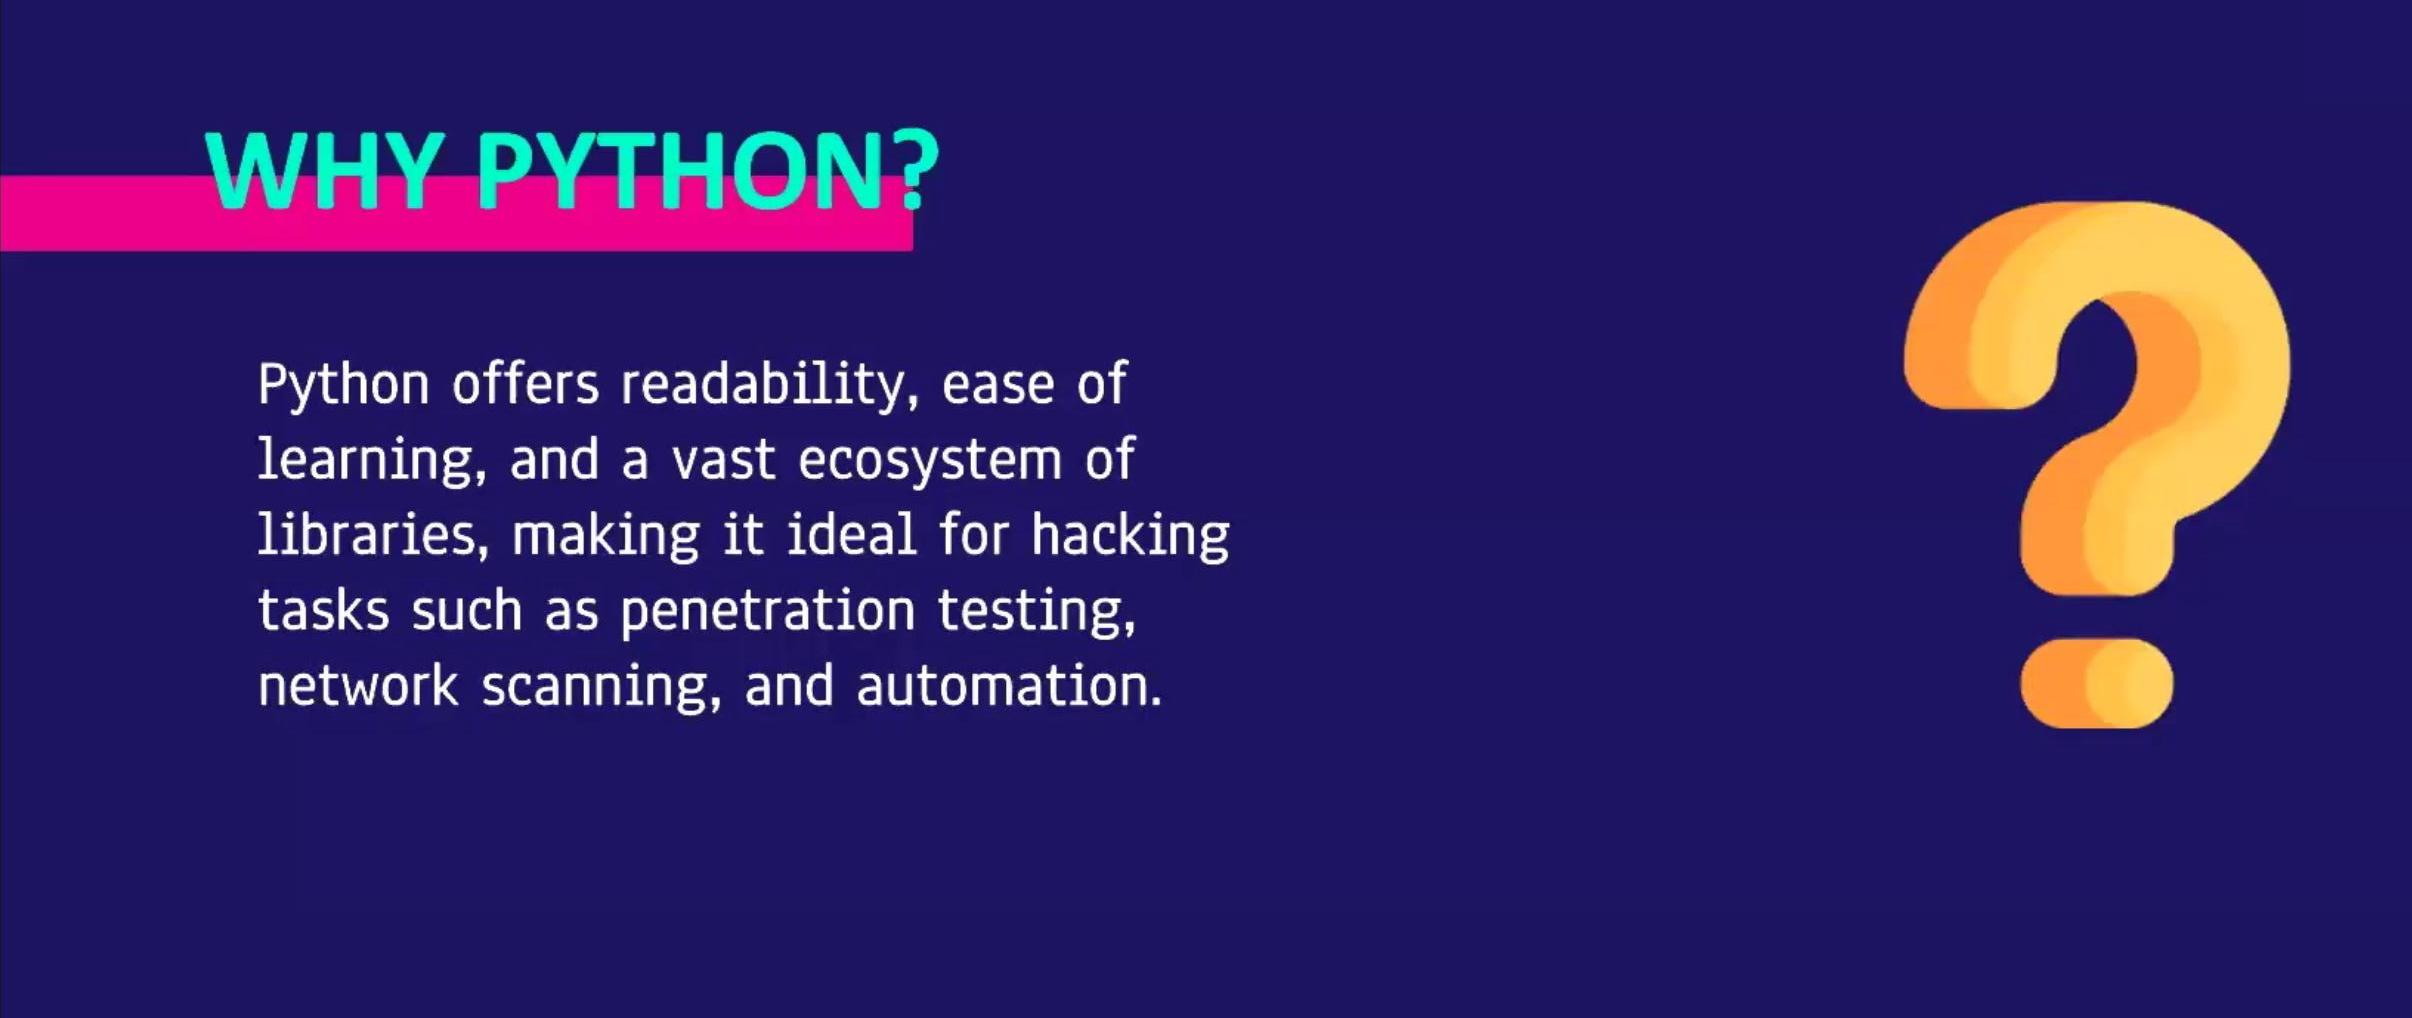 WHY PYTHON?
Python offers readability, ease of
learning, and a vast ecosystem of
libraries, making it ideal for hacking
tasks such as penetration testing,
network scanning, and automation.